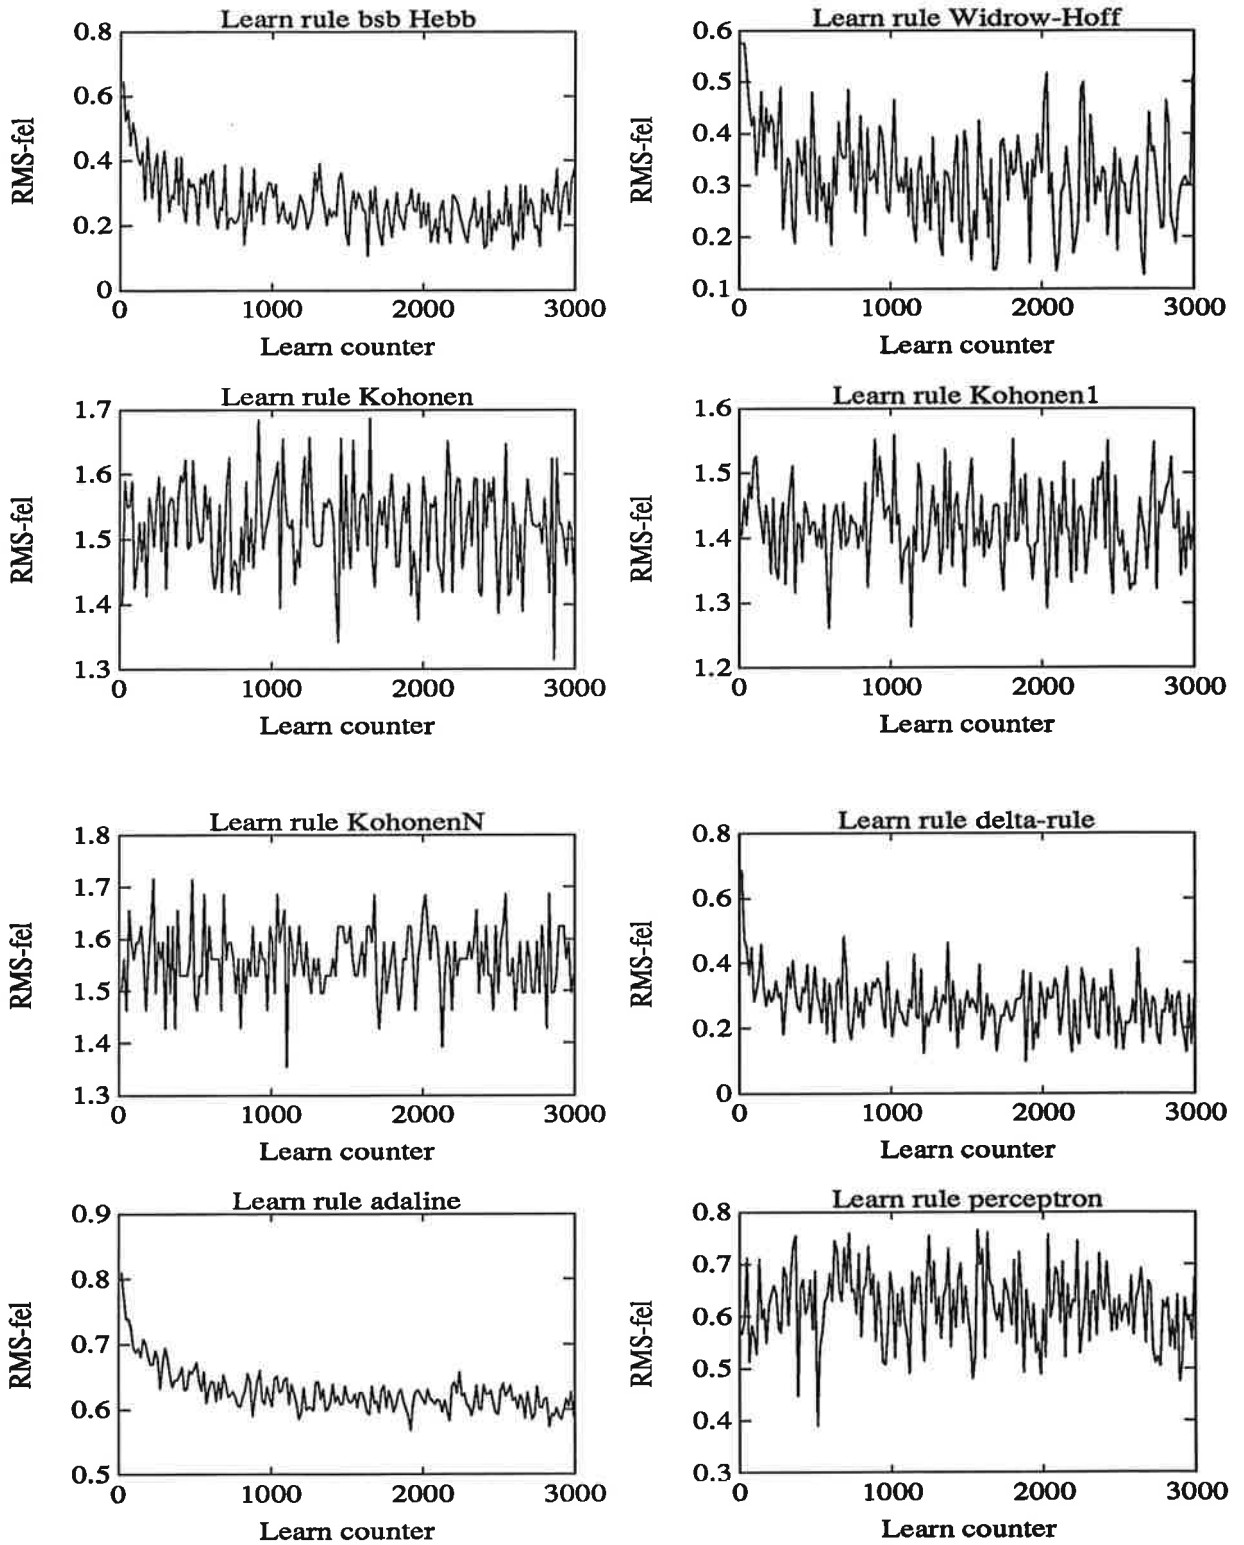 Learn rule bsb Hebb
0.8
0.6
0.4
0.2
0
RMS-fel
0 1000 2000 3000
Learn counter
Learn rule Widrow-Hoff
0.6
0.5
0.4
0.3
0.2
0.1
RMS-fel
0 1000 2000 3000
Learn counter
Learn rule Kohonen
1.7
1.6
1.5
1.4
1.3
RMS-fel
0 1000 2000 3000
Learn counter
Learn rule Kohonen1
1.6
1.5
1.4
1.3
1.2
RMS-fel
0 1000 2000 3000
Learn counter
Learn rule KohonenN
1.8
1.7
1.6
1.5
1.4
1.3
RMS-fel
0 1000 2000 3000
Learn counter
Learn rule delta-rule
0.8
0.6
0.4
0.2
0
RMS-fel
0 1000 2000 3000
Learn counter
Learn rule adaline
0.9
0.8
0.7
0.6
0.5
RMS-fel
0 1000 2000 3000
Learn counter
Learn rule perceptron
0.8
0.7
0.6
0.5
0.4
0.3
RMS-fel
0 1000 2000 3000
Learn counter